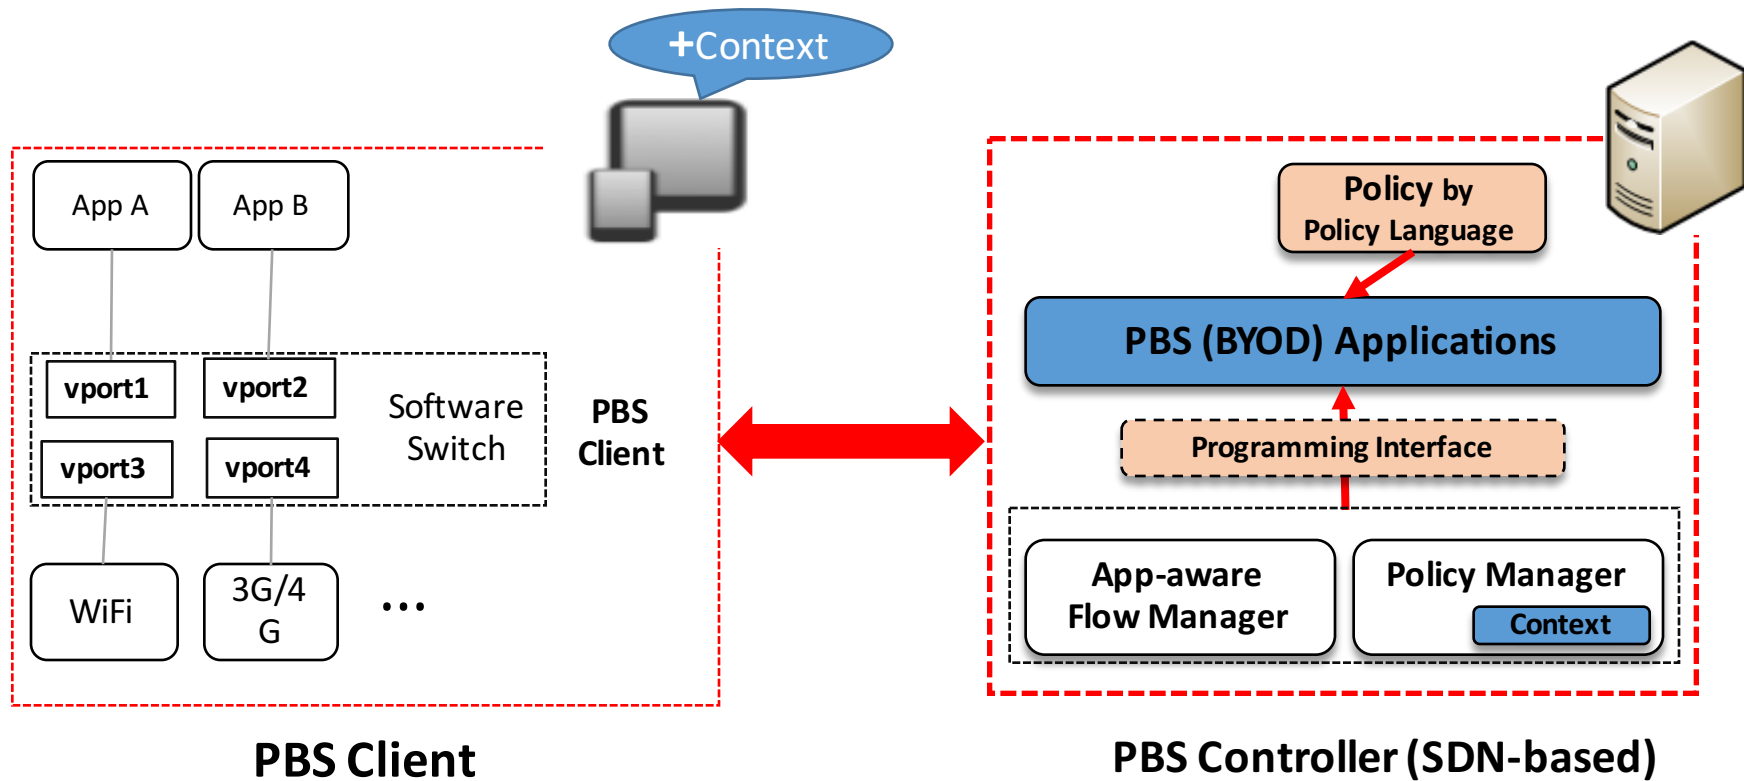 +Context
App A
App B
vport1
vport2
vport3
vport4
Software
Switch
PBS
Client
WiFi
3G/4
G
...
PBS Client
Policy by
Policy Language
PBS (BYOD) Applications
Programming Interface
App-aware
Flow Manager
Policy Manager
Context
PBS Controller (SDN-based)